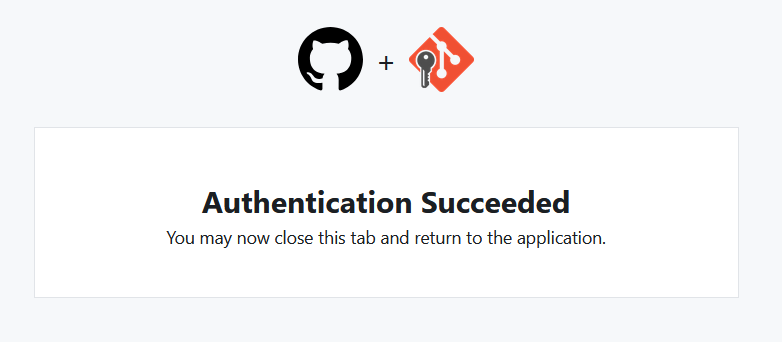 +
Authentication Succeeded
You may now close this tab and return to the application.